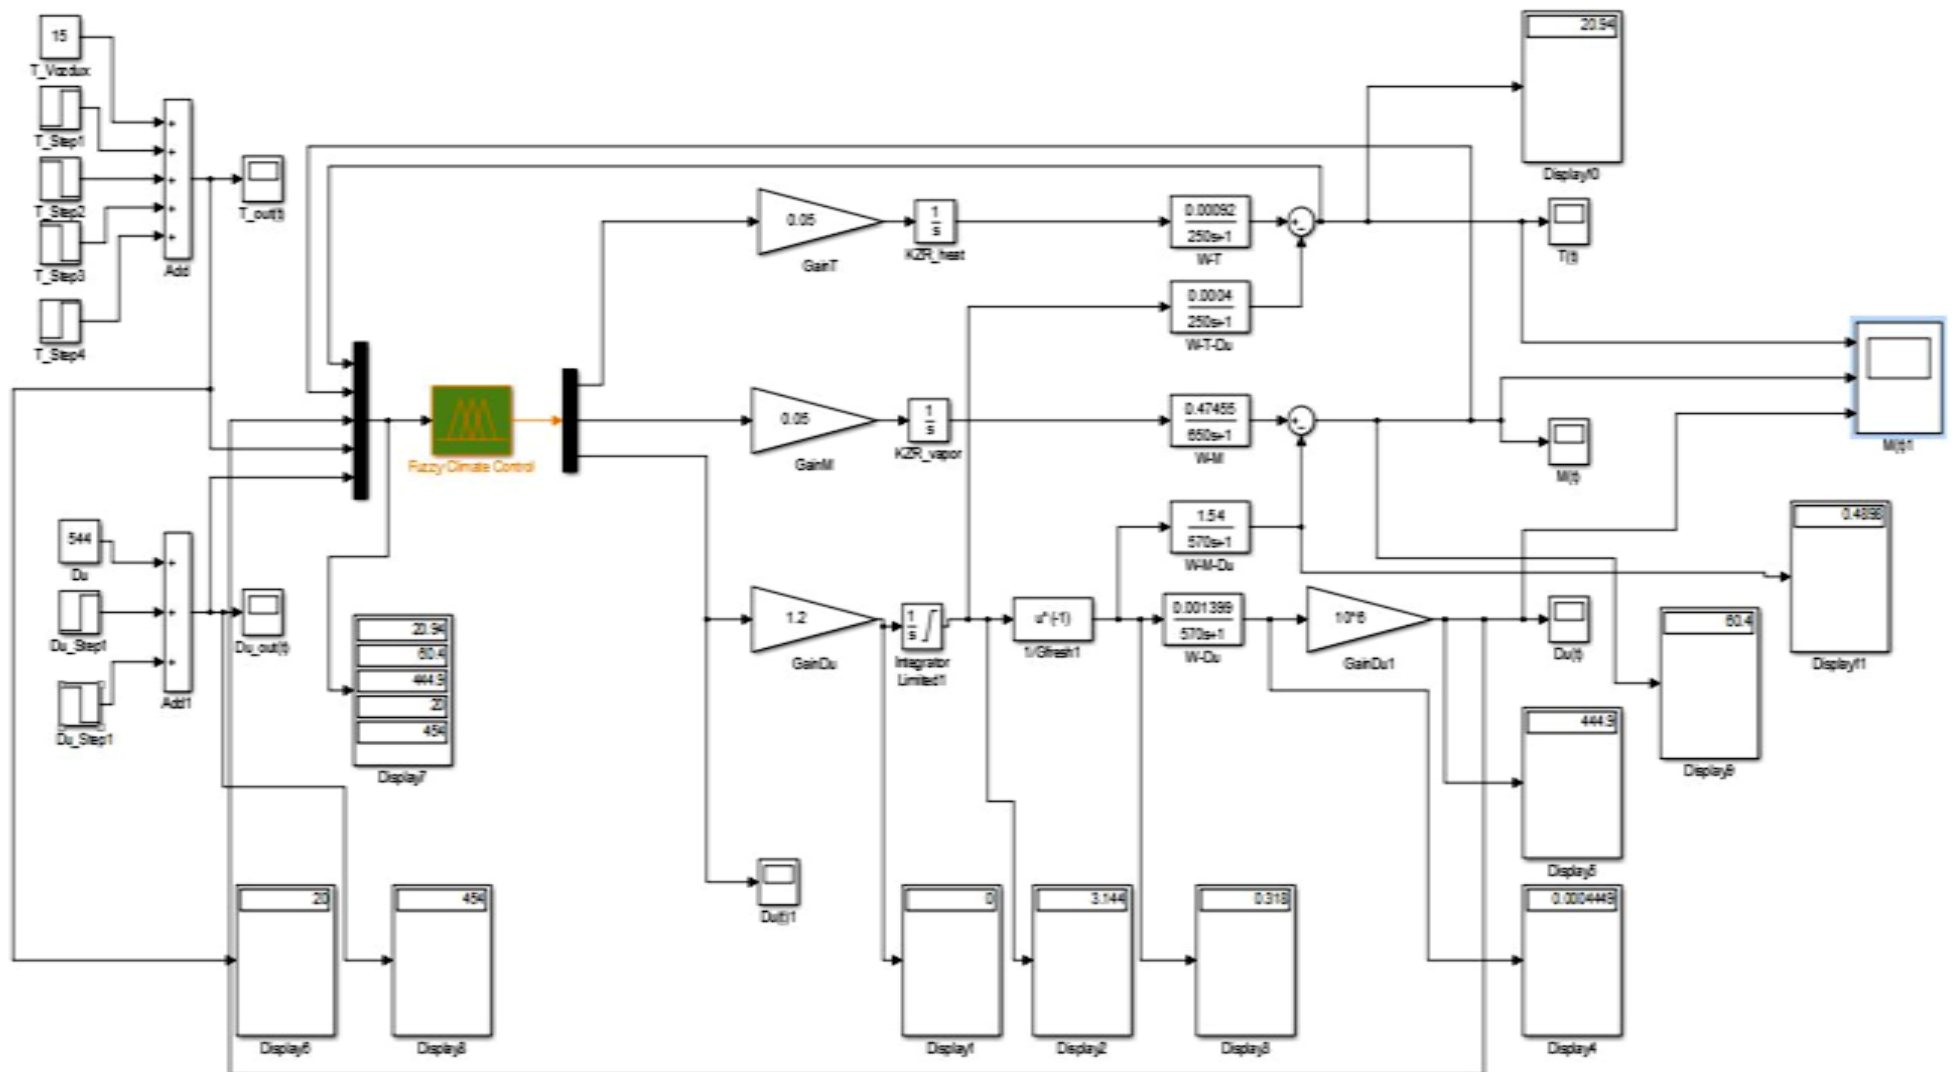 15
T_Vozdux
T_Step1
T_Step2
T_Step3
T_Step4
Add
T_out(t)
544
Du
Du_Step1
Du_Step1
Add1
Du_out(t)
Fuzzy Climate Control
20.94
60.4
444.9
20
454
Display7
20
Display6
454
Display8
0.05
GainT
1
s
KZR_heat
0.00092
250s+1
W-T
0.0004
250s+1
W-T-Du
0.05
GainM
1
s
KZR_vapor
0.47455
650s+1
W-M
1.54
570s+1
W-M-Du
1.2
GainDu
1
s
Integrator
Limited1
u^(-1)
1/Gfresh1
0.001399
570s+1
W-Du
10^6
GainDu1
Du(t)1
0
Display1
3.144
Display2
0.318
Display3
0.0004449
Display4
444.9
Display5
60.4
Display9
0.4896
Display11
20.94
Display10
T(t)
M(t)
Du(t)
M(t)1